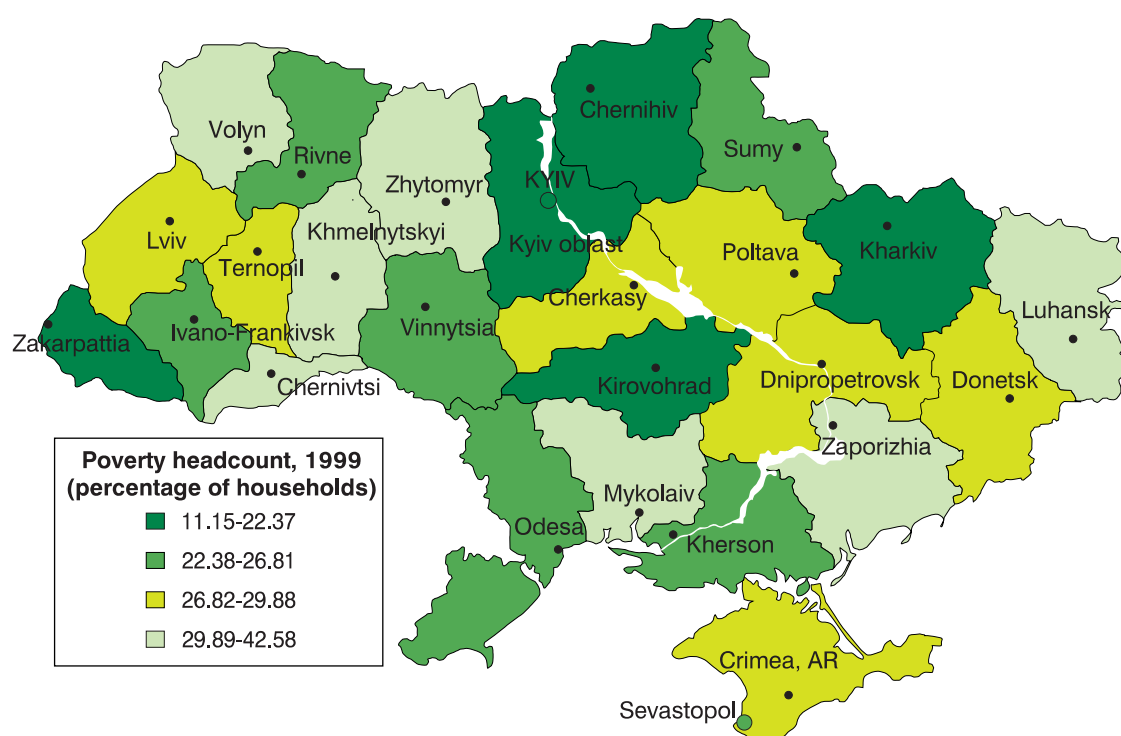 Chernihiv
Volyn
Rivne
Sumy
Zhytomyr
KYIV
Lviv
Khmelnytskyi
Kyiv oblast
Poltava
Kharkiv
Ternopil
Cherkasy
Luhansk
Zakarpattia
Ivano-Frankivsk
Vinnytsia
Chernivtsi
Kirovohrad
Dnipropetrovsk
Donetsk
Zaporizhia
Mykolaiv
Odesa
Kherson
Crimea, AR
Sevastopol
Poverty headcount, 1999
(percentage of households)
11.15-22.37
22.38-26.81
26.82-29.88
29.89-42.58